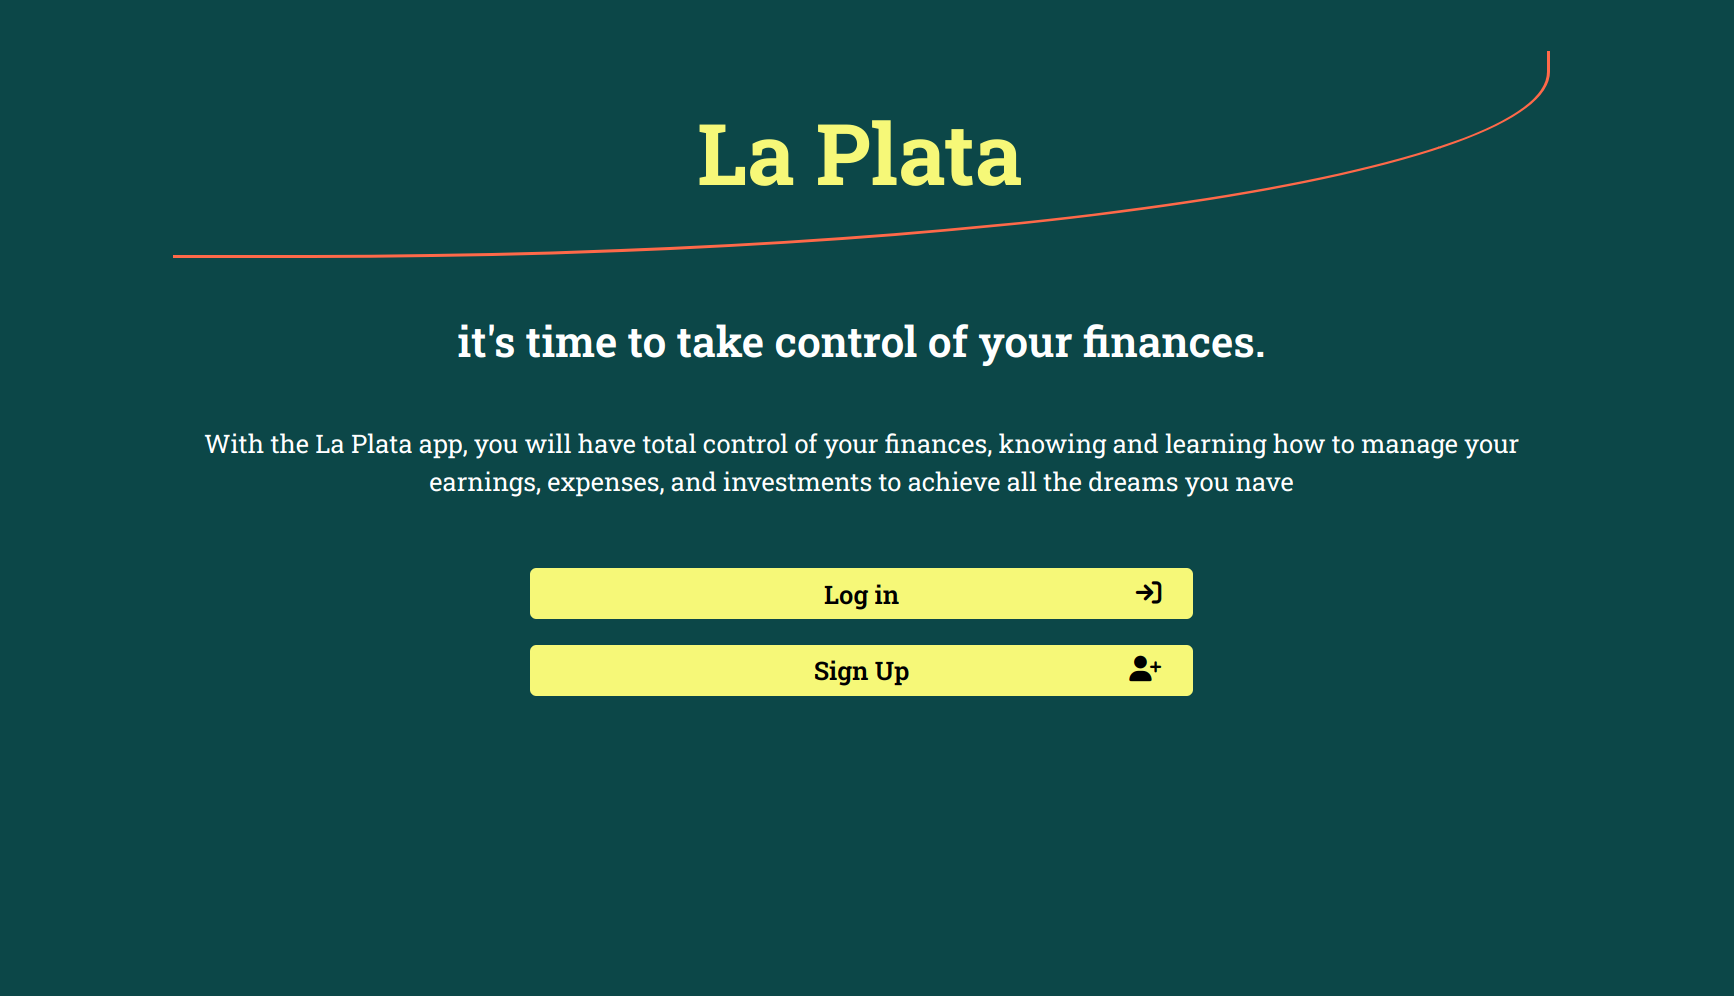 La Plata
it's time to take control of your finances.
With the La Plata app, you will have total control of your finances, knowing and learning how to manage your
earnings, expenses, and investments to achieve all the dreams you nave
Log in
Sign Up